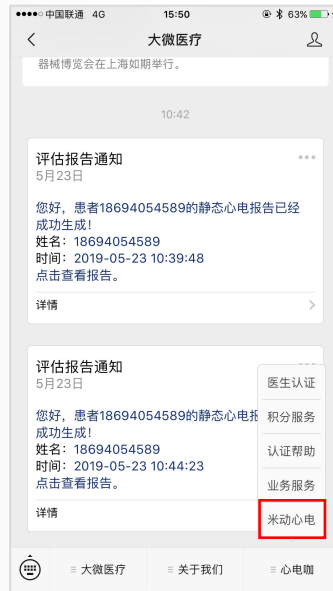 中国联通 4G 15:50 63%
大微医疗
器械博览会在上海如期举行。
10:42
评估报告通知
5月23日
您好，患者18694054589的静态心电报告已经
成功生成！
姓名：18694054589
时间：2019-05-23 10:39:48
点击查看报告。
详情
评估报告通知
5月23日
您好，患者18694054589的静态心电报
成功生成！
姓名：18694054589
时间：2019-05-23 10:44:23
点击查看报告。
详情
医生认证
积分服务
认证帮助
业务服务
米动心电
大微医疗 关于我们 心电咖